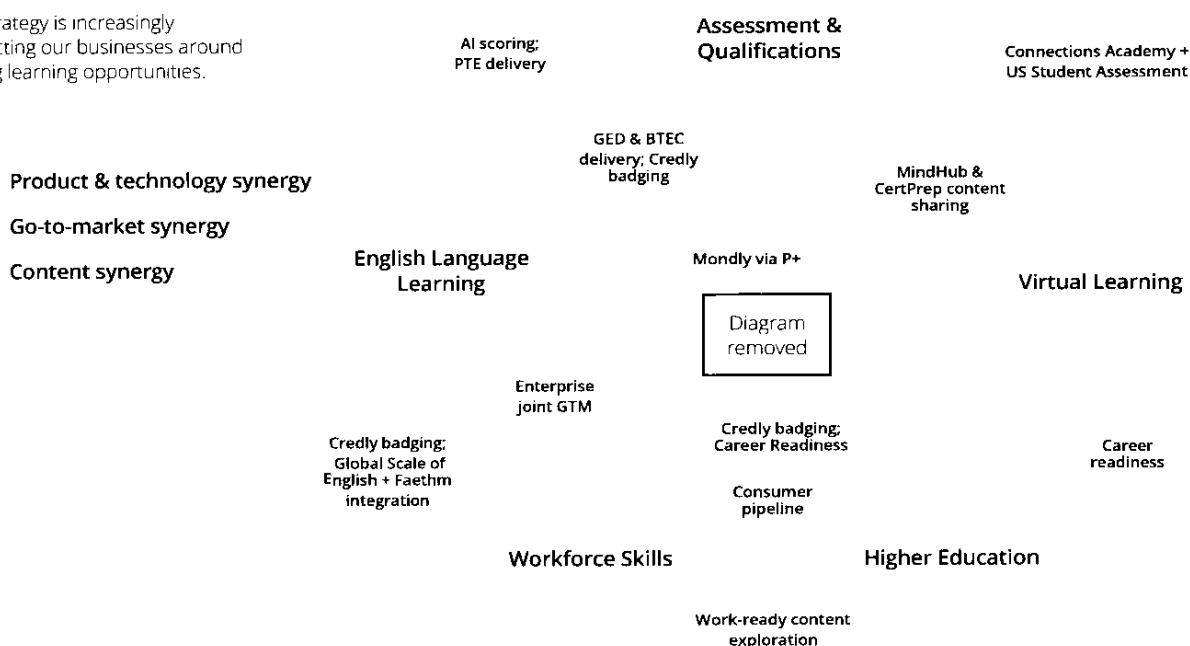 rategy is increasingly
cting our businesses around
g learning opportunities.
AI scoring;
PTE delivery
Assessment &
Qualifications
Connections Academy +
US Student Assessment
GED & BTEC
delivery; Credly
badging
MindHub &
CertPrep content
sharing
Product & technology synergy
Go-to-market synergy
Content synergy
English Language
Learning
Mondly via P+
Virtual Learning
Diagram
removed
Enterprise
joint GTM
Credly badging;
Global Scale of
English + Faethm
integration
Credly badging;
Career Readiness
Career
readiness
Consumer
pipeline
Workforce Skills
Higher Education
Work-ready content
exploration